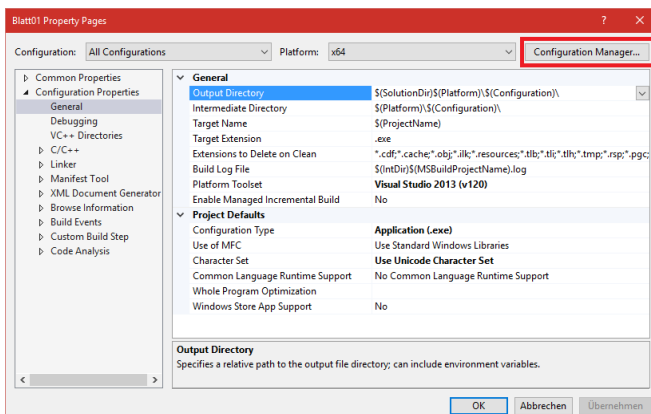 Blatt01 Property Pages
Configuration: All Configurations Platform: x64 Configuration Manager...
Common Properties
Configuration Properties
General
Debugging
VC++ Directories
C/C++
Linker
Manifest Tool
XML Document Generator
Browse Information
Build Events
Custom Build Step
Code Analysis
General
Output Directory $(SolutionDir)$(Platform)\$(Configuration)\
Intermediate Directory $(Platform)\$(Configuration)\
Target Name $(ProjectName)
Target Extension .exe
Extensions to Delete on Clean *.cdf;*.cache;*.obj;*.ilk;*.resources;*.tlb;*.tli;*.tlh;*.tmp;*.rsp;*.pgc;
Build Log File $(IntDir)$(MSBuildProjectName).log
Platform Toolset Visual Studio 2013 (v120)
Enable Managed Incremental Build No
Project Defaults
Configuration Type Application (.exe)
Use of MFC Use Standard Windows Libraries
Character Set Use Unicode Character Set
Common Language Runtime Support No Common Language Runtime Support
Whole Program Optimization
Windows Store App Support No
Output Directory
Specifies a relative path to the output file directory; can include environment variables.
OK Abbrechen Übernehmen